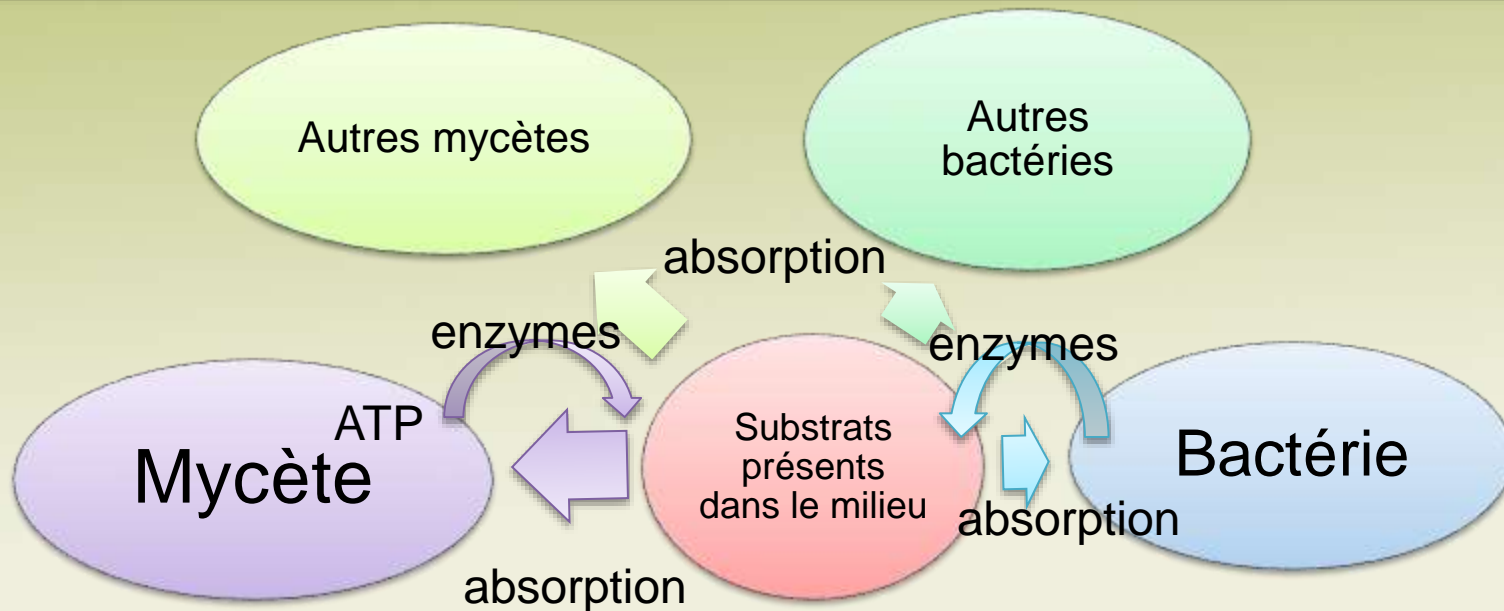 Autres mycètes
Autres
bactéries
absorption
enzymes
enzymes
ATP
Mycète
Substrats
présents
dans le milieu
Bactérie
absorption
absorption